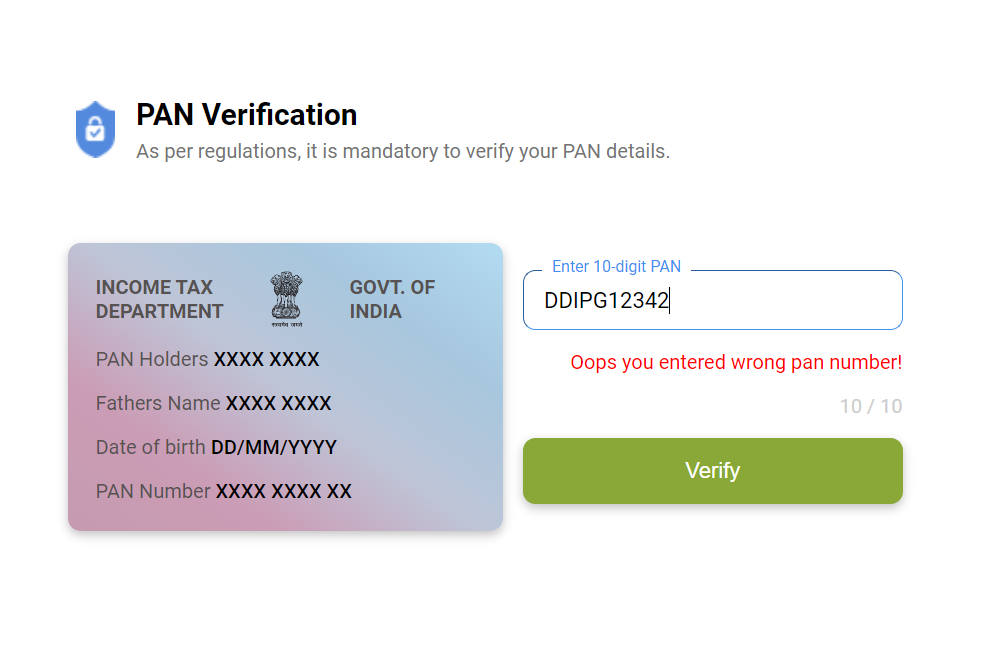 PAN Verification
As per regulations, it is mandatory to verify your PAN details.
INCOME TAX
DEPARTMENT
सत्यमेव जयते
GOVT. OF
INDIA
PAN Holders XXXX XXXX
Fathers Name XXXX XXXX
Date of birth DD/MM/YYYY
PAN Number XXXX XXXX XX
Enter 10-digit PAN
DDIPG12342
Oops you entered wrong pan number!
10 / 10
Verify